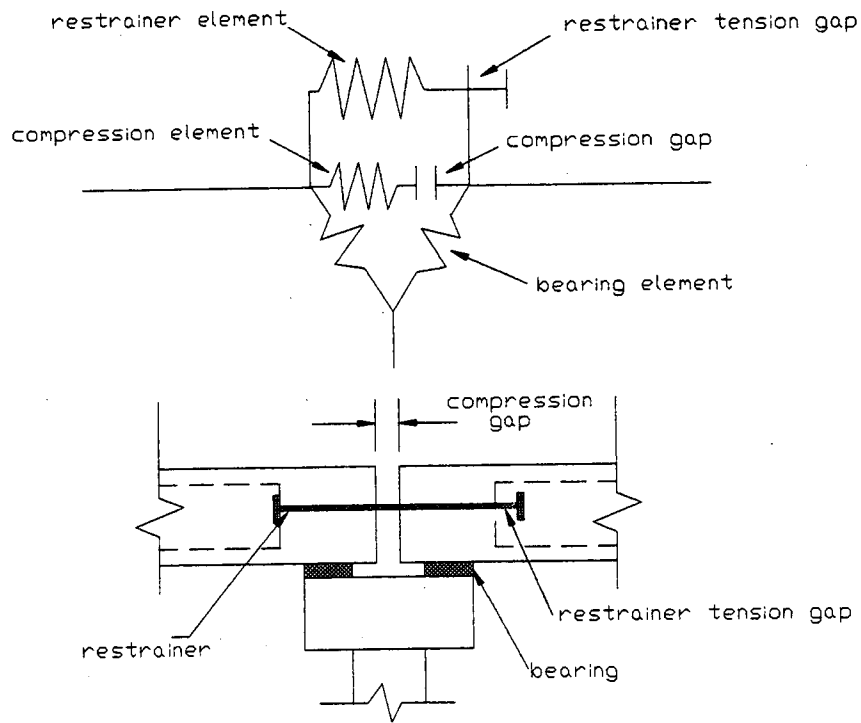 restrainer element
restrainer tension gap
compression element
compression gap
bearing element
compression
gap
restrainer tension gap
restrainer
bearing